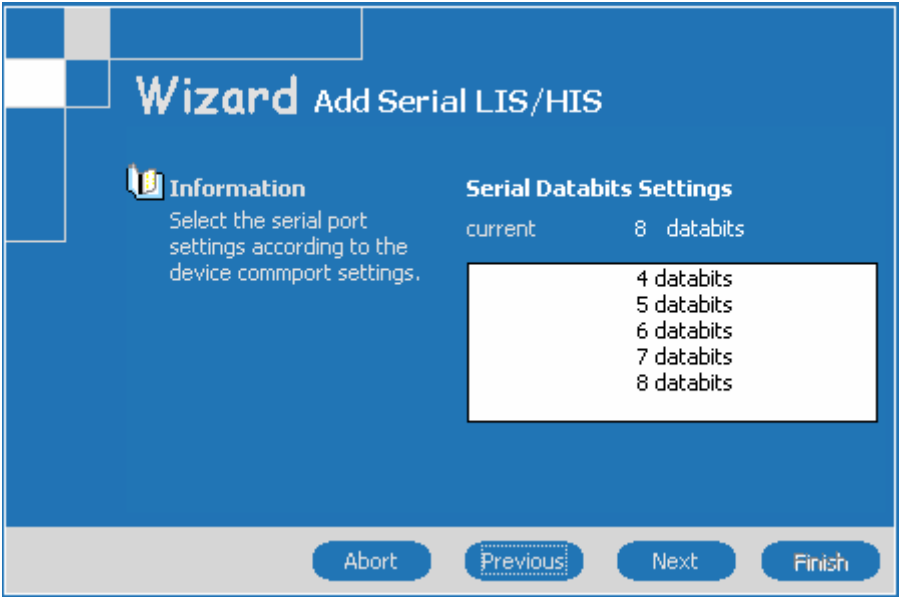 Wizard Add Serial LIS/HIS
Information
Select the serial port
settings according to the
device commport settings.
Serial Databits Settings
current 8 databits
4 databits
5 databits
6 databits
7 databits
8 databits
Abort Previous Next Finish